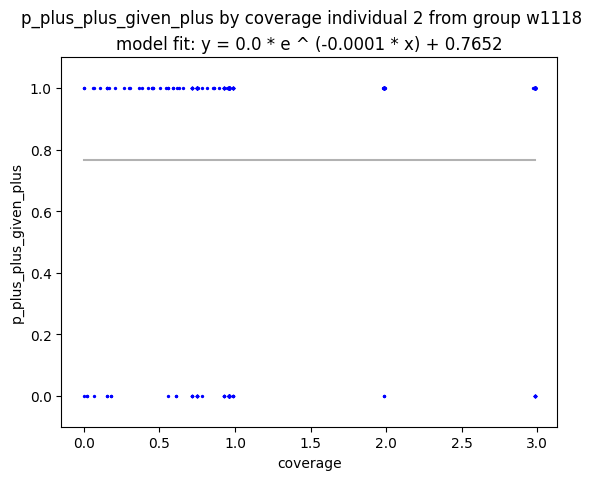 p_plus_plus_given_plus by coverage individual 2 from group w1118
model fit: y = 0.0 * e ^ (-0.0001 * x) + 0.7652
1.0
0.8
0.6
0.4
0.2
0.0
p_plus_plus_given_plus
0.0 0.5 1.0 1.5 2.0 2.5 3.0
coverage